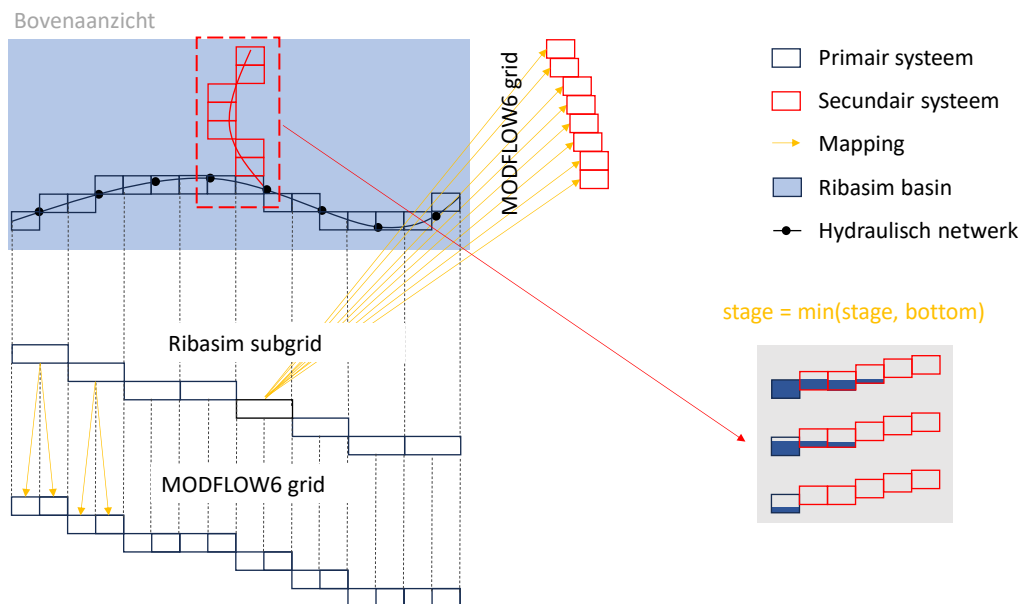 Bovenaanzicht
MODFLOW6 grid
Primair systeem
Secundair systeem
Mapping
Ribasim basin
Hydraulisch netwerk
stage = min(stage, bottom)
Ribasim subgrid
MODFLOW6 grid